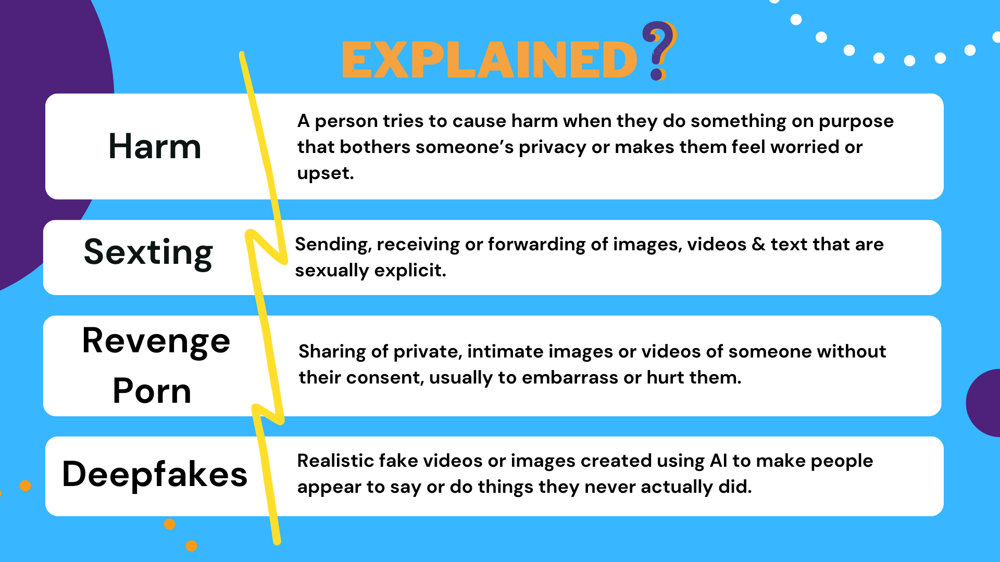 EXPLAINED?
Harm
A person tries to cause harm when they do something on purpose
that bothers someone’s privacy or makes them feel worried or
upset.
Sexting
Sending, receiving or forwarding of images, videos & text that are
sexually explicit.
Revenge
Porn
Sharing of private, intimate images or videos of someone without
their consent, usually to embarrass or hurt them.
Deepfakes
Realistic fake videos or images created using AI to make people
appear to say or do things they never actually did.